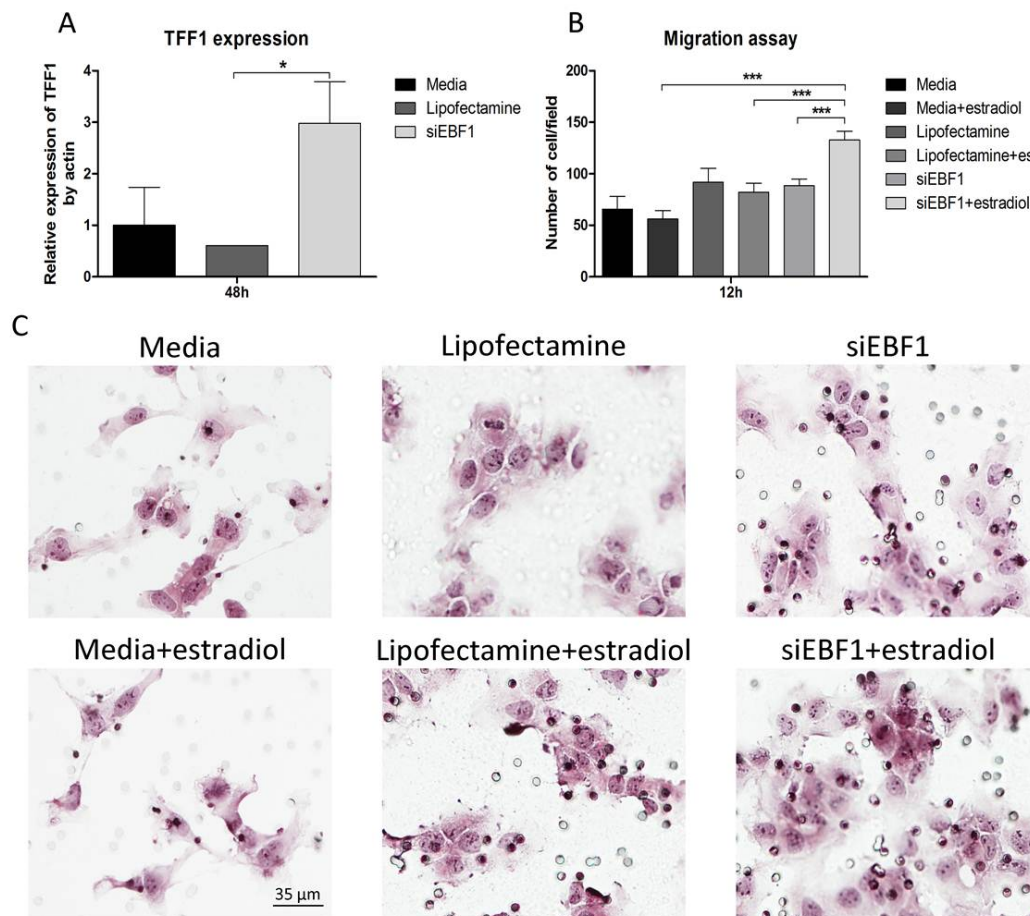 A
TFF1 expression
Relative expression of TFF1
by actin
4
3
2
1
0
*
48h
Media
Lipofectamine
siEBF1
B
Migration assay
Number of cell/field
200
150
100
50
0
***
***
***
12h
Media
Media+estradiol
Lipofectamine
Lipofectamine+es
siEBF1
siEBF1+estradiol
C
Media
Lipofectamine
siEBF1
Media+estradiol
Lipofectamine+estradiol
siEBF1+estradiol
35 µm